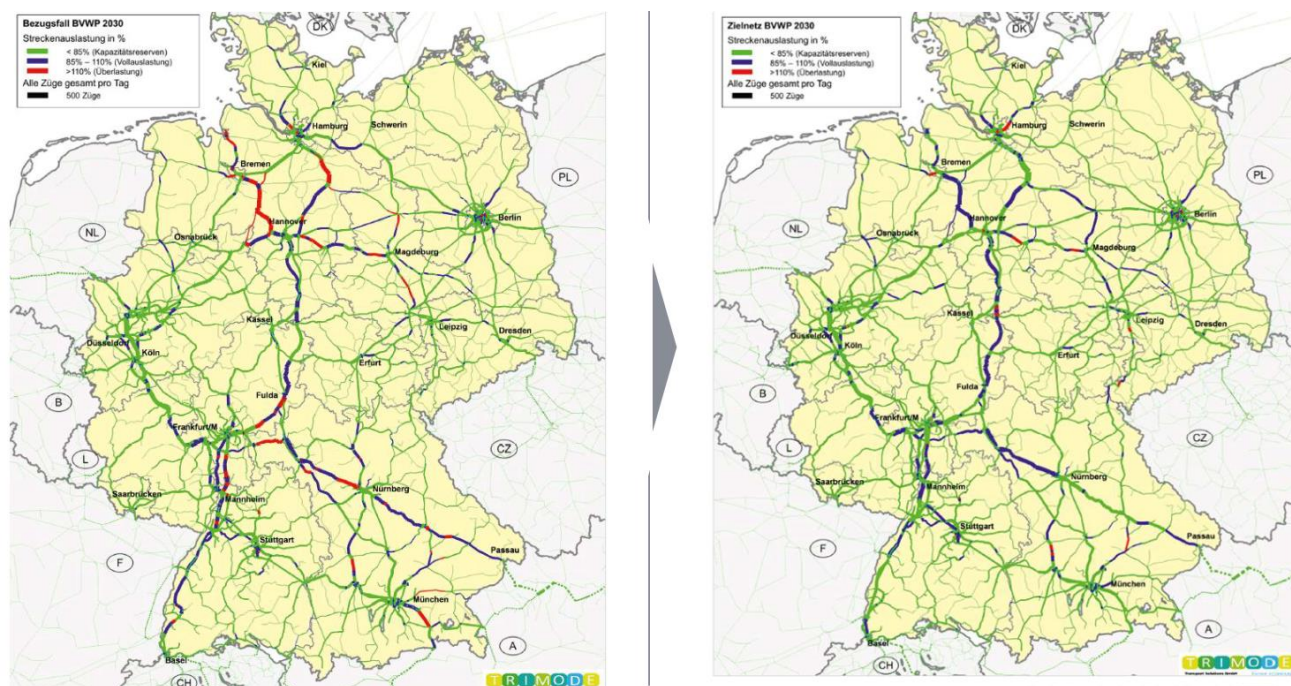 Bezugsfall BVWP 2030
Streckenauslastung in %
< 85% (Kapazitätsreserven)
85% – 110% (Vollauslastung)
>110% (Überlastung)
Alle Züge gesamt pro Tag
500 Züge
DK
Kiel
Hamburg
Schwerin
Bremen
PL
Berlin
NL
Hannover
Osnabrück
Magdeburg
Kassel
Leipzig
Düsseldorf
Dresden
Köln
Erfurt
B
Fulda
Frankfurt/M
CZ
L
Saarbrücken
Mannheim
Nürnberg
Stuttgart
F
Passau
München
A
Basel
CH
TRIMODE
Zielnetz BVWP 2030
Streckenauslastung in %
< 85% (Kapazitätsreserven)
85% – 110% (Vollauslastung)
>110% (Überlastung)
Alle Züge gesamt pro Tag
500 Züge
DK
Kiel
Hamburg
Schwerin
Bremen
PL
Berlin
NL
Hannover
Osnabrück
Magdeburg
Kassel
Leipzig
Düsseldorf
Dresden
Köln
Erfurt
B
Fulda
Frankfurt/M
CZ
L
Saarbrücken
Mannheim
Nürnberg
Stuttgart
F
Passau
München
A
Basel
CH
TRIMODE